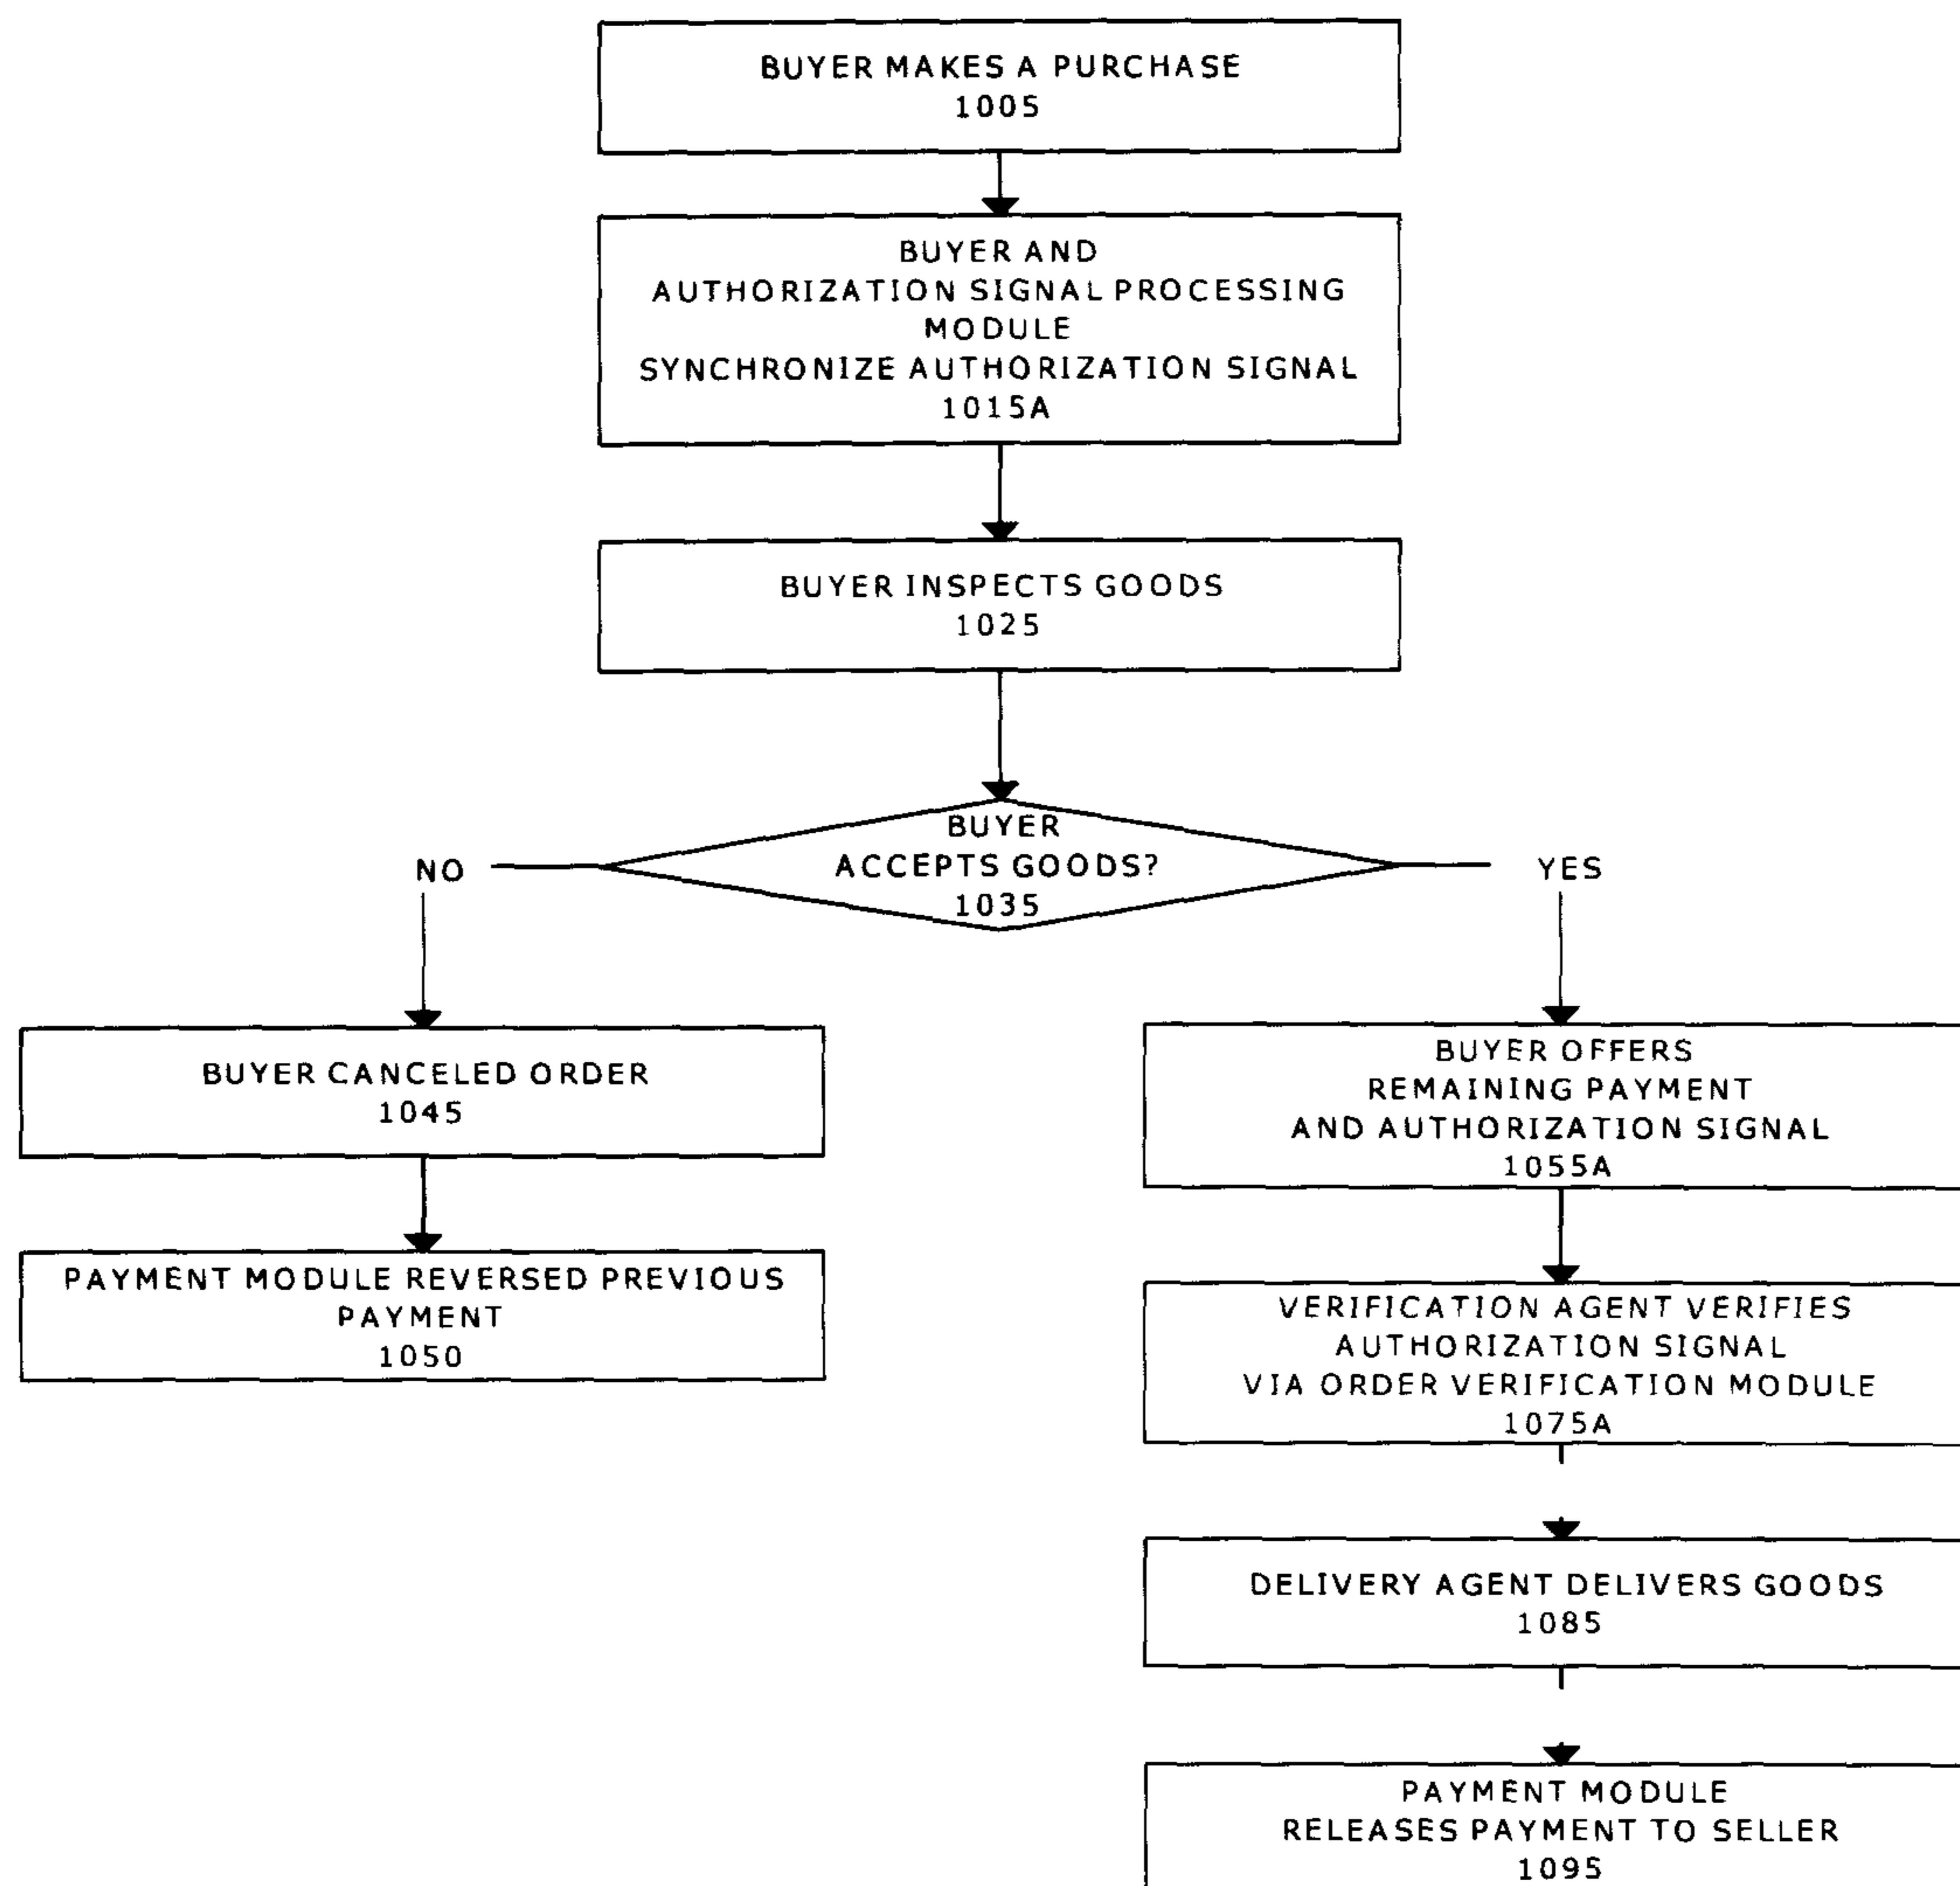 BUYER MAKES A PURCHASE
1005
BUYER AND
AUTHORIZATION SIGNAL PROCESSING
MODULE
SYNCHRONIZE AUTHORIZATION SIGNAL
1015A
BUYER INSPECTS GOODS
1025
BUYER
ACCEPTS GOODS?
1035
NO
YES
BUYER CANCELED ORDER
1045
PAYMENT MODULE REVERSED PREVIOUS
PAYMENT
1050
BUYER OFFERS
REMAINING PAYMENT
AND AUTHORIZATION SIGNAL
1055A
VERIFICATION AGENT VERIFIES
AUTHORIZATION SIGNAL
VIA ORDER VERIFICATION MODULE
1075A
DELIVERY AGENT DELIVERS GOODS
1085
PAYMENT MODULE
RELEASES PAYMENT TO SELLER
1095